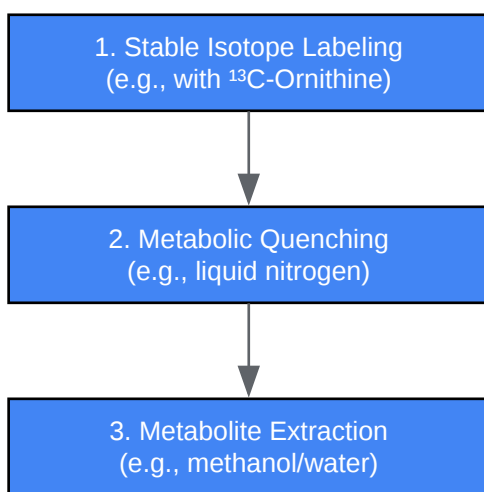 1. Stable Isotope Labeling
(e.g., with ¹³C-Ornithine)
2. Metabolic Quenching
(e.g., liquid nitrogen)
3. Metabolite Extraction
(e.g., methanol/water)